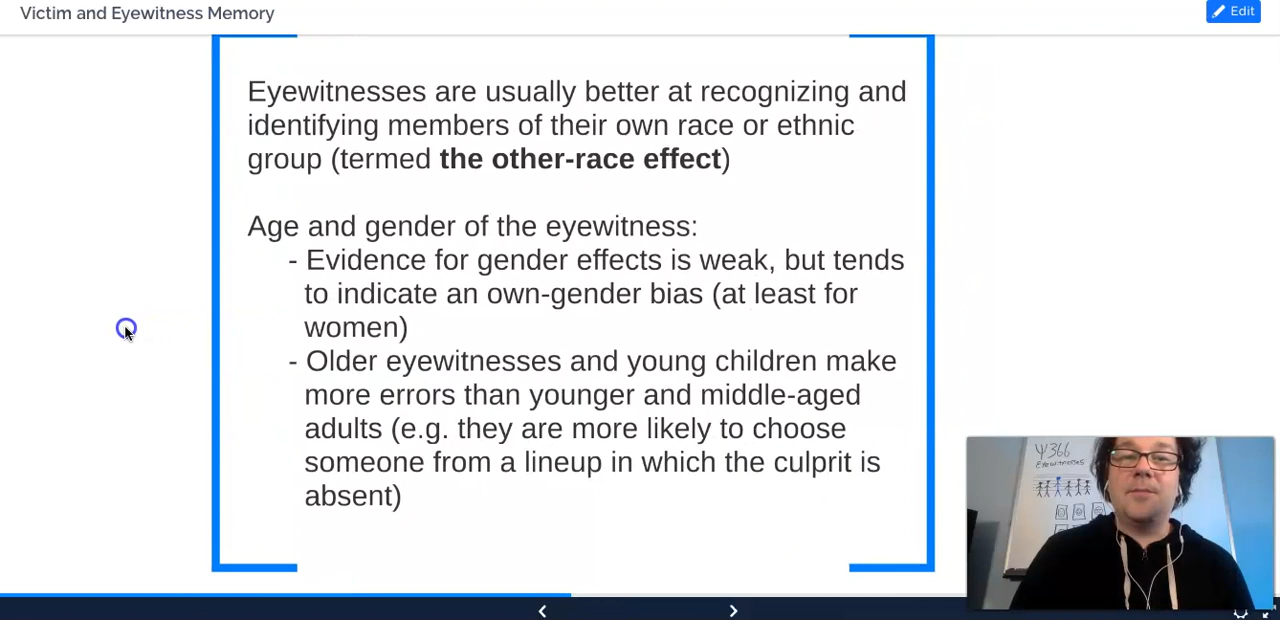 Victim and Eyewitness Memory
Edit
Eyewitnesses are usually better at recognizing and
identifying members of their own race or ethnic
group (termed the other-race effect)
Age and gender of the eyewitness:
- Evidence for gender effects is weak, but tends
to indicate an own-gender bias (at least for
women)
- Older eyewitnesses and young children make
more errors than younger and middle-aged
adults (e.g. they are more likely to choose
someone from a lineup in which the culprit is
absent)
Ψ366
Eyewitnesses